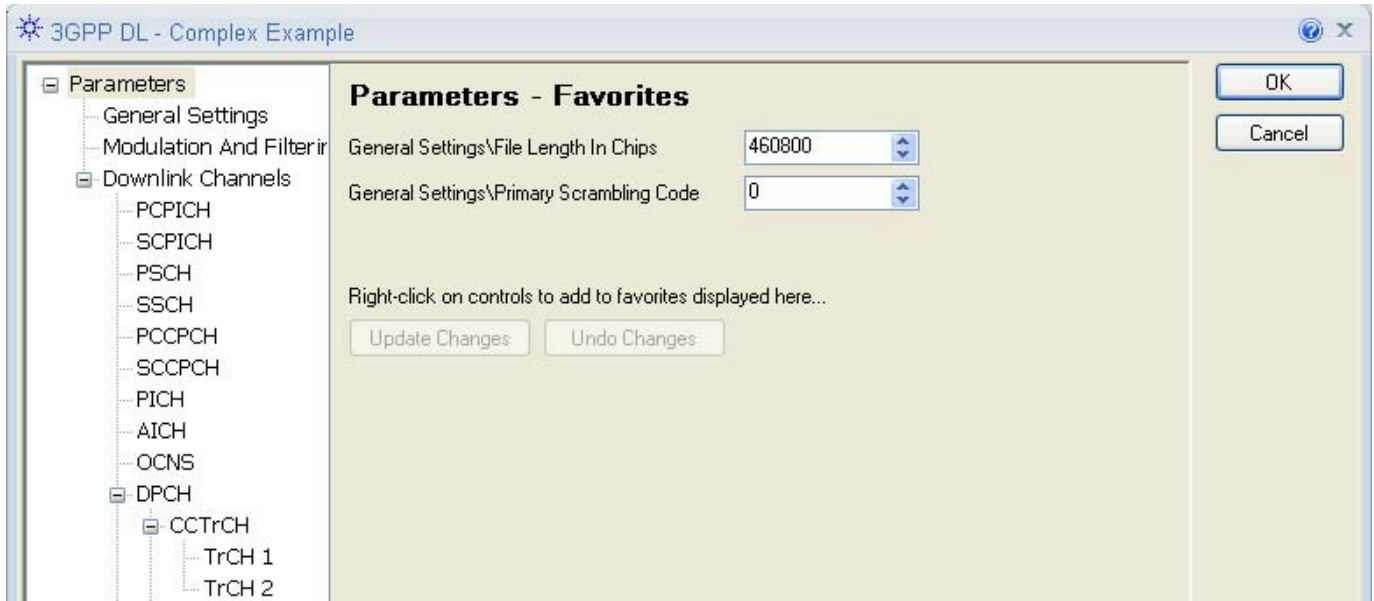 3GPP DL - Complex Example
Parameters
General Settings
Modulation And Filterir
Downlink Channels
PCPICH
SCPICH
PSCH
SSCH
PCCPCH
SCCPCH
PICH
AICH
OCNS
DPCH
CCTrCH
TrCH 1
TrCH 2
Parameters - Favorites
General Settings\File Length In Chips 460800
General Settings\Primary Scrambling Code 0
Right-click on controls to add to favorites displayed here...
Update Changes Undo Changes
OK
Cancel